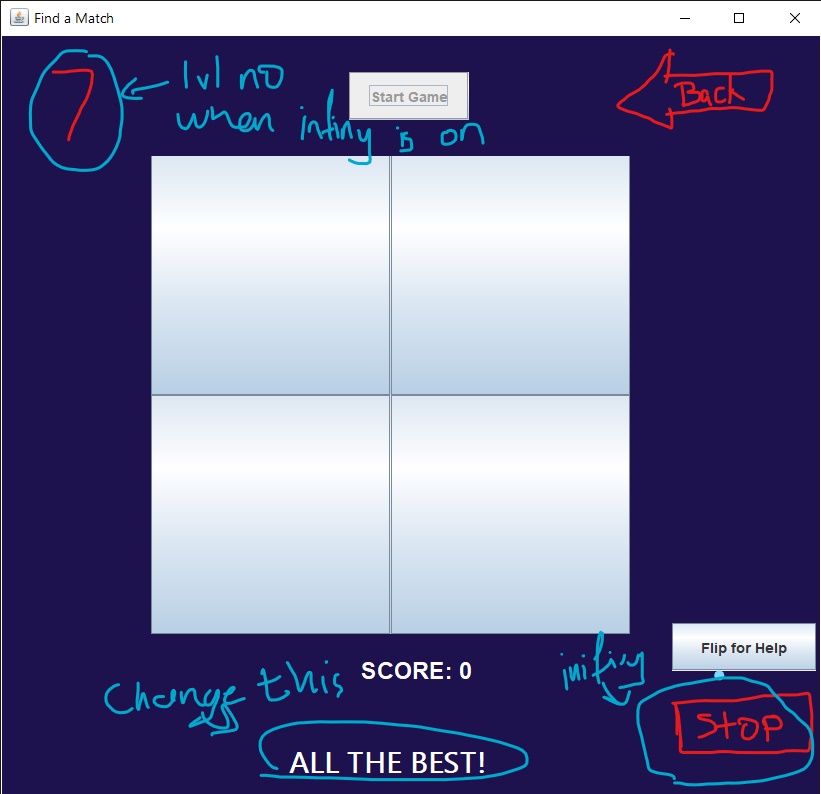 Find a Match
7
lvl no
when infiny is on
Start Game
Back
Change this
SCORE: 0
Flip for Help
Stop
ALL THE BEST!